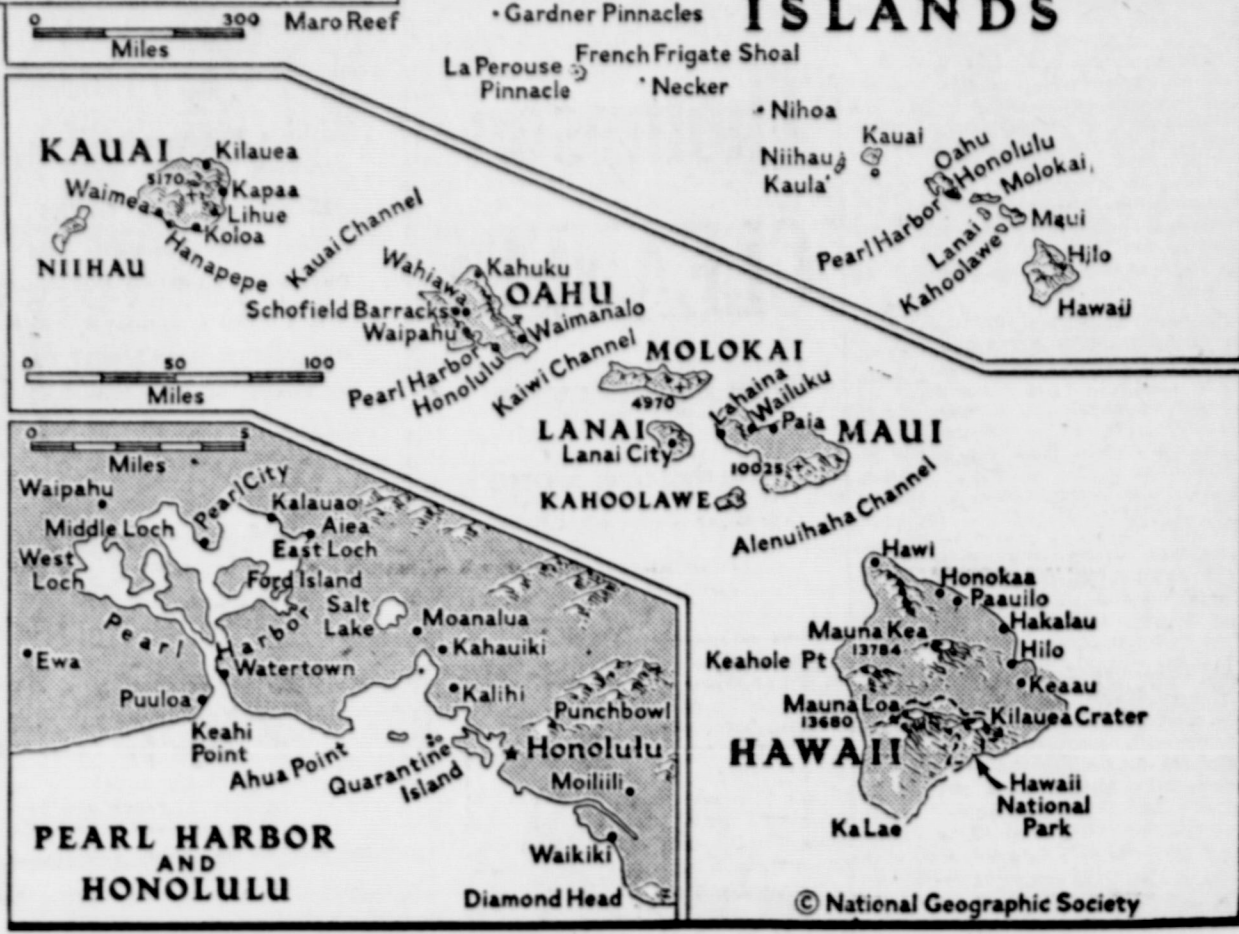 ISLANDS
0 300
Miles
Maro Reef
Gardner Pinnacles
La Perouse
Pinnacle
French Frigate Shoal
Necker
Nihoa
Kauai
Niihau
Kaula
Oahu
Honolulu
Molokai
Pearl Harbor
Lanai
Kahoolawe
Maui
Hilo
Hawaii
KAUAI
Kilauea
5170
Waimea
Kapaa
Lihue
Koloa
Hanapepe
NIIHAU
Kauai Channel
Wahiawa
Kahuku
OAHU
Schofield Barracks
Waipahu
Waimanalo
Pearl Harbor
Honolulu
Kaiwi Channel
0 50 100
Miles
MOLOKAI
4970
Lahaina
Wailuku
Paia
MAUI
10025
LANAI
Lanai City
KAHOOLAWE
Alenuihaha Channel
Hawi
Honokaa
Paauilo
Hakalau
Mauna Kea
13784
Hilo
Keahole Pt
Keaau
Mauna Loa
13680
Kilauea Crater
HAWAII
Hawaii
National
Park
Ka Lae
© National Geographic Society
0 5
Miles
Waipahu
Pearl City
Kalauao
Middle Loch
Aiea
East Loch
West
Loch
Ford Island
Salt
Lake
Moanalua
Pearl Harbor
Kahauiki
Ewa
Watertown
Puuloa
Kalihi
Keahi
Point
Punchbowl
Ahua Point
Quarantine
Island
Honolulu
Moiliili
Waikiki
Diamond Head
PEARL HARBOR
AND
HONOLULU